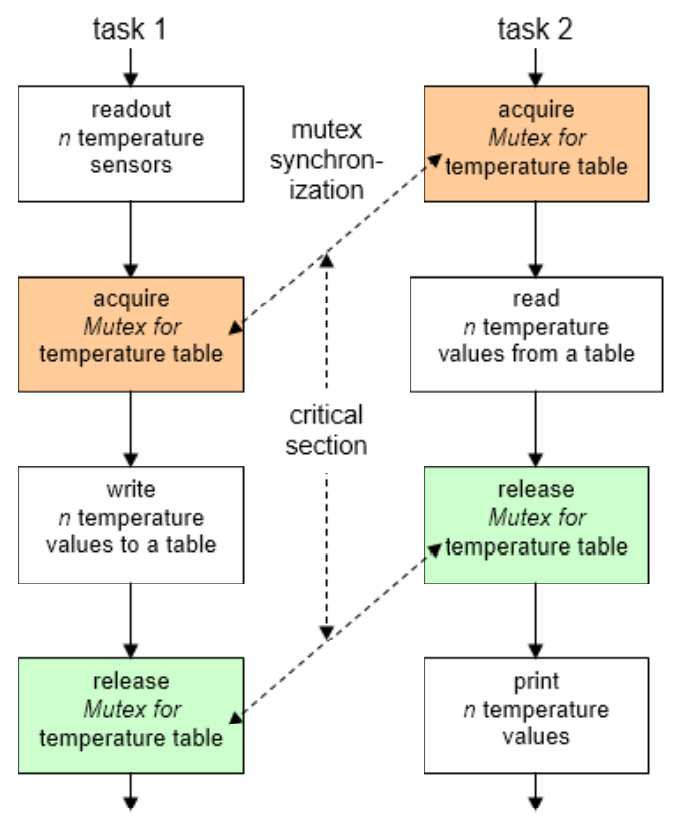 task 1
readout
n temperature
sensors
acquire
Mutex for
temperature table
write
n temperature
values to a table
release
Mutex for
temperature table
mutex
synchron-
ization
critical
section
task 2
acquire
Mutex for
temperature table
read
n temperature
values from a table
release
Mutex for
temperature table
print
n temperature
values